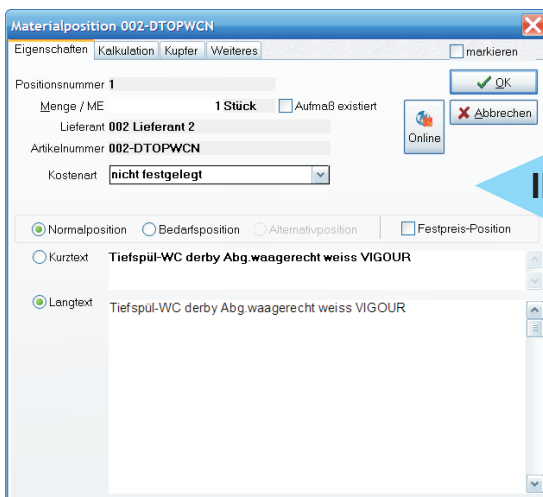 Materialposition 002-DTOPWCN
Eigenschaften Kalkulation Kupfer Weiteres markieren
Positionsnummer 1 OK
Menge / ME 1 Stück Aufmaß existiert Abbrechen
Lieferant 002 Lieferant 2
Online
Artikelnummer 002-DTOPWCN
Kostenart nicht festgelegt
Normalposition Bedarfsposition Alternativposition Festpreis-Position
Kurztext Tiefspül-WC derby Abg.waagerecht weiss VIGOUR
Langtext Tiefspül-WC derby Abg.waagerecht weiss VIGOUR